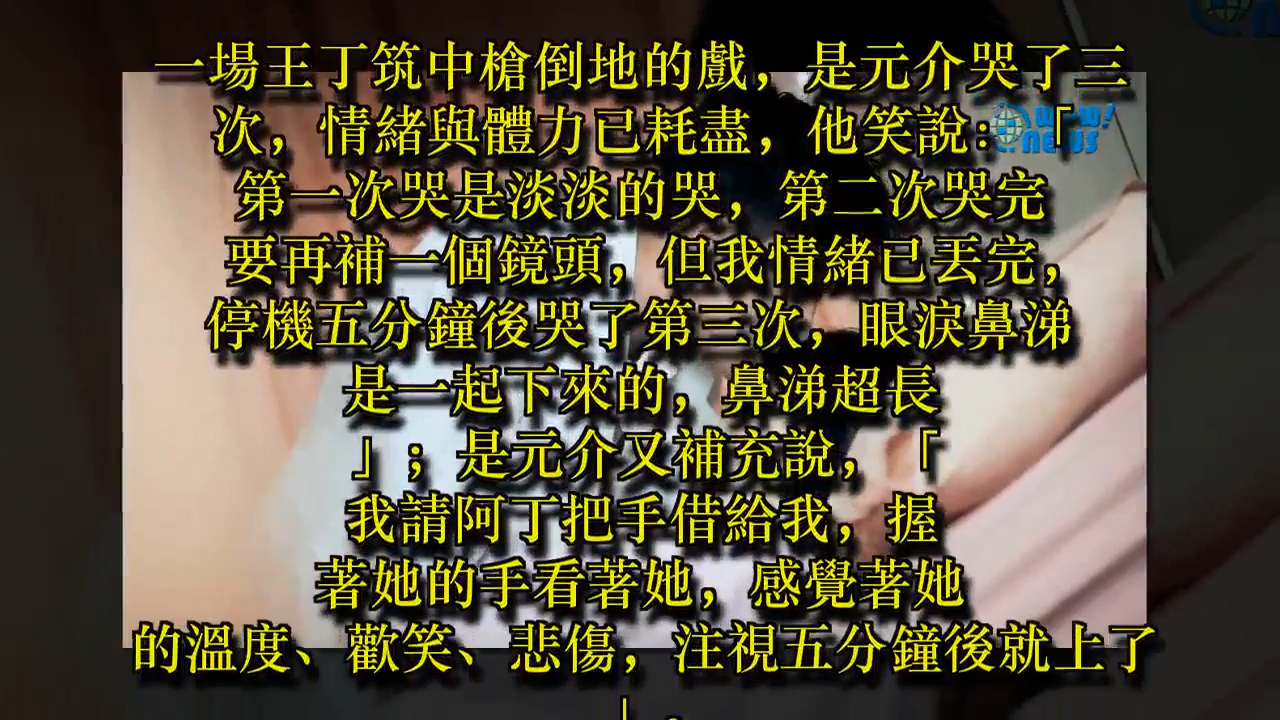 一場王丁筑中槍倒地的戲，是元介哭了三
次，情緒與體力已耗盡，他笑說：「
第一次哭是淡淡的哭，第二次哭完
要再補一個鏡頭，但我情緒已丟完，
停機五分鐘後哭了第三次，眼淚鼻涕
是一起下來的，鼻涕超長
」；是元介又補充說，「
我請阿丁把手借給我，握
著她的手看著她，感覺著她
的溫度、歡笑、悲傷，注視五分鐘後就上了